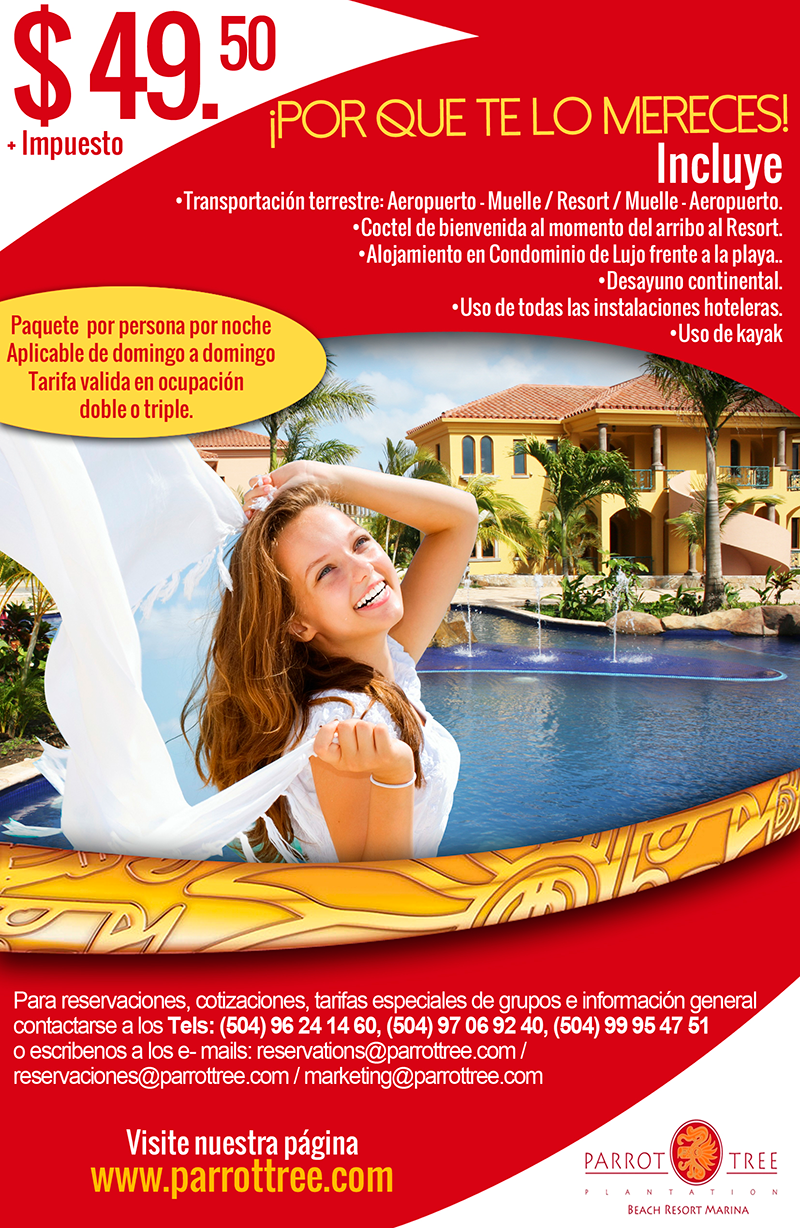 $ 49.50
+ Impuesto
¡POR QUE TE LO MERECES!
Incluye
•Transportación terrestre: Aeropuerto - Muelle / Resort / Muelle - Aeropuerto.
•Coctel de bienvenida al momento del arribo al Resort.
•Alojamiento en Condominio de Lujo frente a la playa..
•Desayuno continental.
•Uso de todas las instalaciones hoteleras.
•Uso de kayak
Paquete por persona por noche
Aplicable de domingo a domingo
Tarifa valida en ocupación
doble o triple.
Para reservaciones, cotizaciones, tarifas especiales de grupos e información general
contactarse a los Tels: (504) 96 24 14 60, (504) 97 06 92 40, (504) 99 95 47 51
o escribenos a los e- mails: reservations@parrottree.com /
reservaciones@parrottree.com / marketing@parrottree.com
Visite nuestra página
www.parrottree.com
PARROT TREE
PLANTATION
BEACH RESORT MARINA